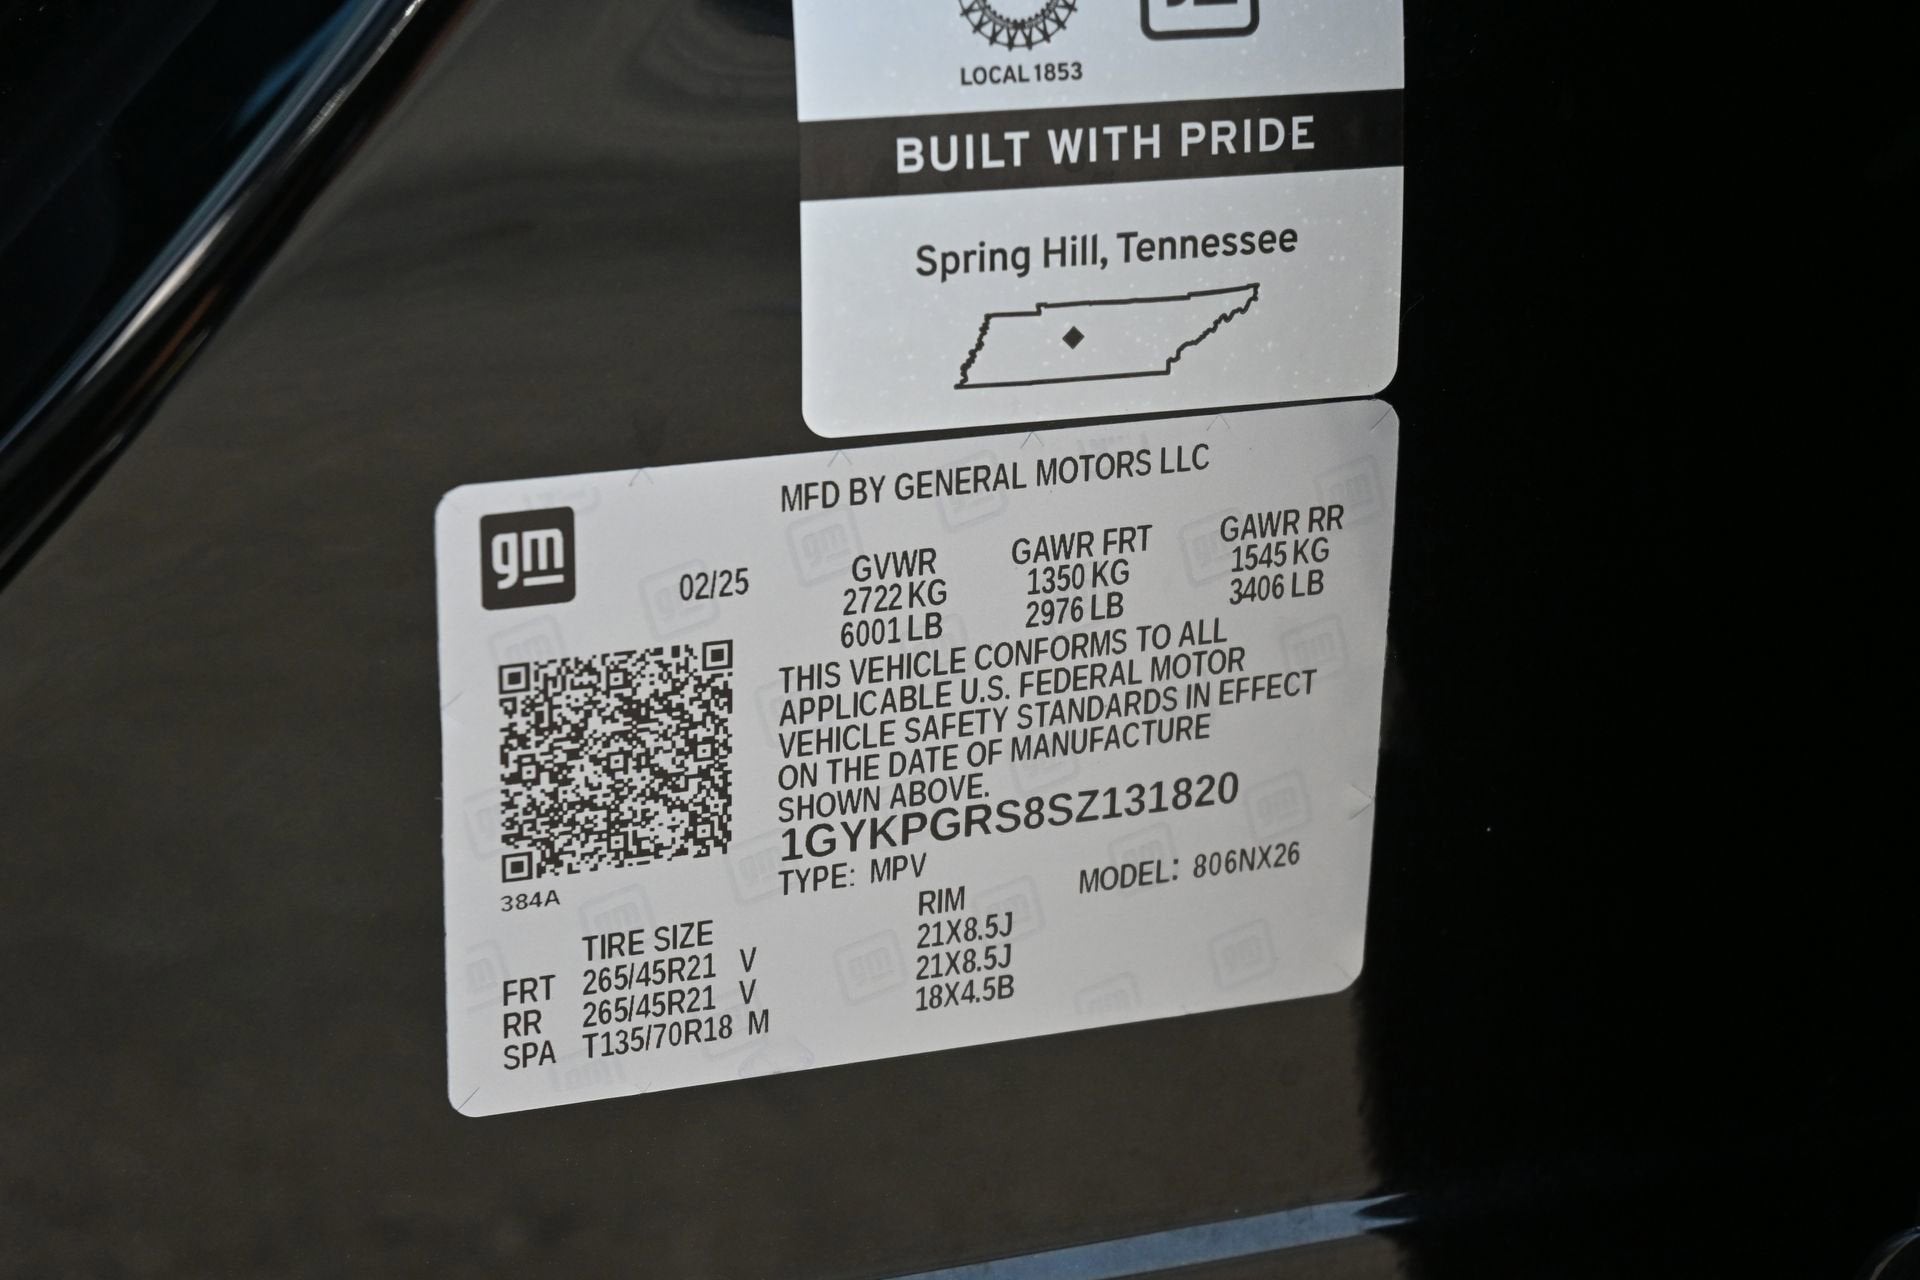 LOCAL 1853
BUILT WITH PRIDE
Spring Hill, Tennessee
MFD BY GENERAL MOTORS LLC
gm
02/25
GVWR GAWR FRT GAWR RR
2722 KG 1350 KG 1545 KG
6001 LB 2976 LB 3406 LB
THIS VEHICLE CONFORMS TO ALL
APPLICABLE U.S. FEDERAL MOTOR
VEHICLE SAFETY STANDARDS IN EFFECT
ON THE DATE OF MANUFACTURE
SHOWN ABOVE.
1GYKPGRS8SZ131820
TYPE: MPV MODEL: 806NX26
384A
TIRE SIZE RIM
FRT 265/45R21 V 21X8.5J
RR 265/45R21 V 21X8.5J
SPA T135/70R18 M 18X4.5B